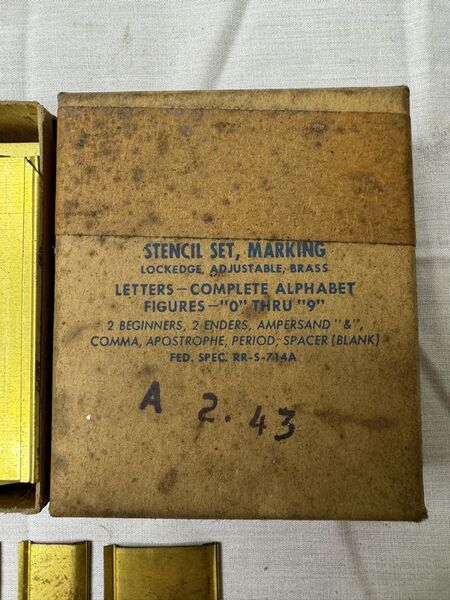 STENCIL SET, MARKING
LOCKEDGE, ADJUSTABLE, BRASS
LETTERS—COMPLETE ALPHABET
FIGURES—"0" THRU "9"
2 BEGINNERS, 2 ENDERS, AMPERSAND "&",
COMMA, APOSTROPHE, PERIOD, SPACER (BLANK)
FED. SPEC. RR-S-714A
A 2.43